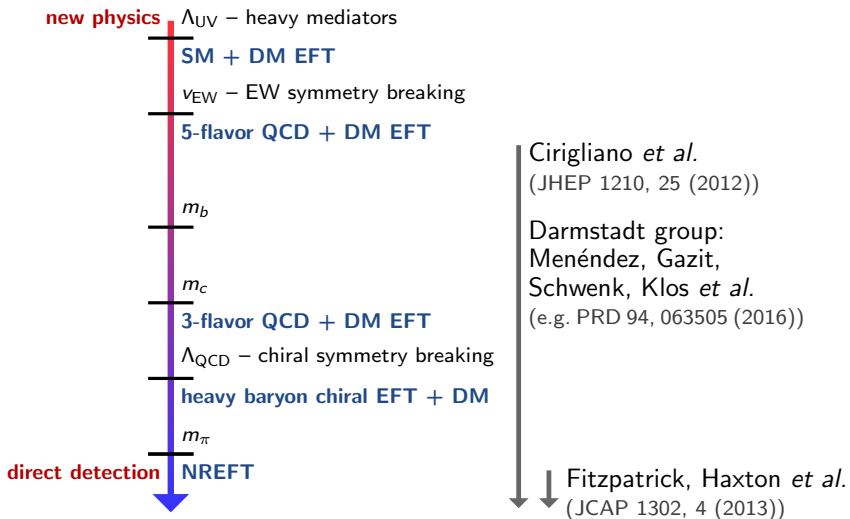 new physics Λ_UV – heavy mediators
SM + DM EFT
v_EW – EW symmetry breaking
5-flavor QCD + DM EFT
Cirigliano et al.
(JHEP 1210, 25 (2012))
m_b
Darmstadt group:
Menéndez, Gazit,
m_c
Schwenk, Klos et al.
3-flavor QCD + DM EFT
(e.g. PRD 94, 063505 (2016))
Λ_QCD – chiral symmetry breaking
heavy baryon chiral EFT + DM
m_π
direct detection NREFT
Fitzpatrick, Haxton et al.
(JCAP 1302, 4 (2013))